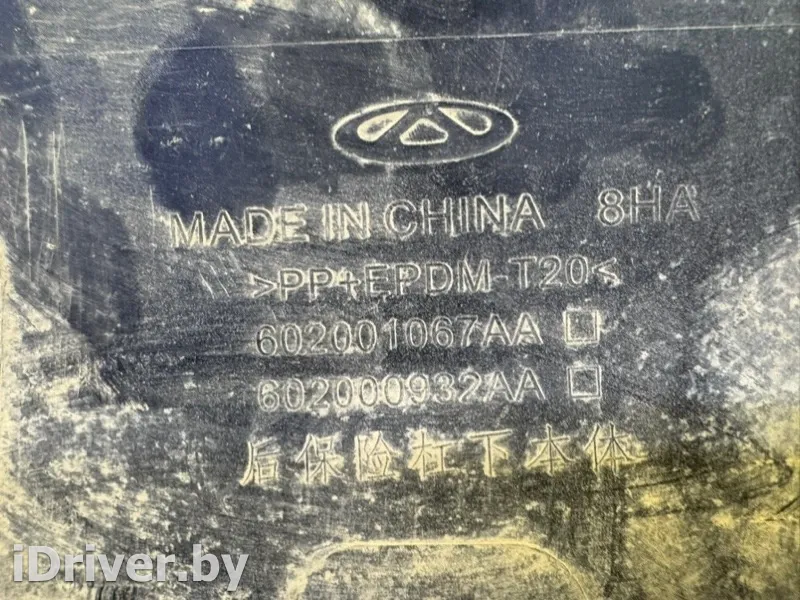 MADE IN CHINA 8HA
>PP+EPDM-T20<
602001067AA
602000932AA
后保险杠下本体
iDriver.by